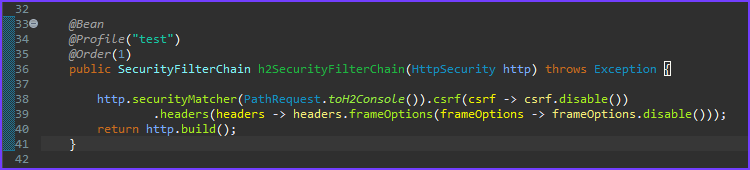 32
33 @Bean
34 @Profile("test")
35 @Order(1)
36 public SecurityFilterChain h2SecurityFilterChain(HttpSecurity http) throws Exception {
37
38 http.securityMatcher(PathRequest.toH2Console()).csrf(csrf -> csrf.disable())
39 .headers(headers -> headers.frameOptions(frameOptions -> frameOptions.disable()));
40 return http.build();
41 }
42